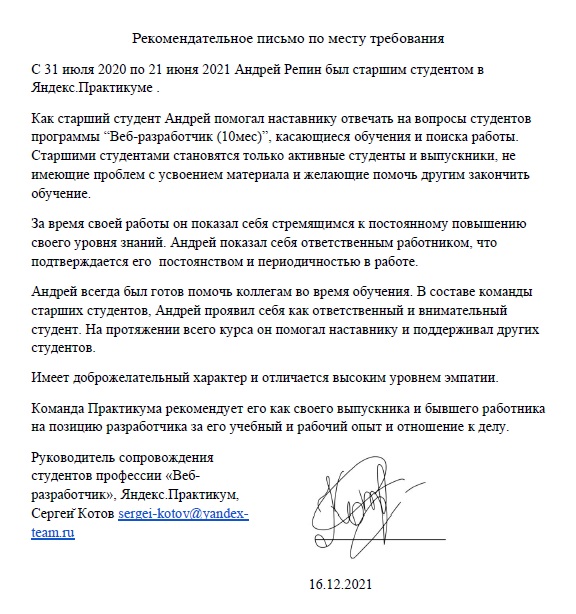 Рекомендательное письмо по месту требования
С 31 июля 2020 по 21 июня 2021 Андрей Репин был старшим студентом в
Яндекс.Практикуме .
Как старший студент Андрей помогал наставнику отвечать на вопросы студентов
программы “Веб-разработчик (10мес)”, касающиеся обучения и поиска работы.
Старшими студентами становятся только активные студенты и выпускники, не
имеющие проблем с усвоением материала и желающие помочь другим закончить
обучение.
За время своей работы он показал себя стремящимся к постоянному повышению
своего уровня знаний. Андрей показал себя ответственным работником, что
подтверждается его  постоянством и периодичностью в работе.
Андрей всегда был готов помочь коллегам во время обучения. В составе команды
старших студентов, Андрей проявил себя как ответственный и внимательный
студент. На протяжении всего курса он помогал наставнику и поддерживал других
студентов.
Имеет доброжелательный характер и отличается высоким уровнем эмпатии.
Команда Практикума рекомендует его как своего выпускника и бывшего работника
на позицию разработчика за его учебный и рабочий опыт и отношение к делу.
Руководитель сопровождения
студентов профессии «Веб-
разработчик», Яндекс.Практикум,
Сергей Котов sergei-kotov@yandex-
team.ru
16.12.2021